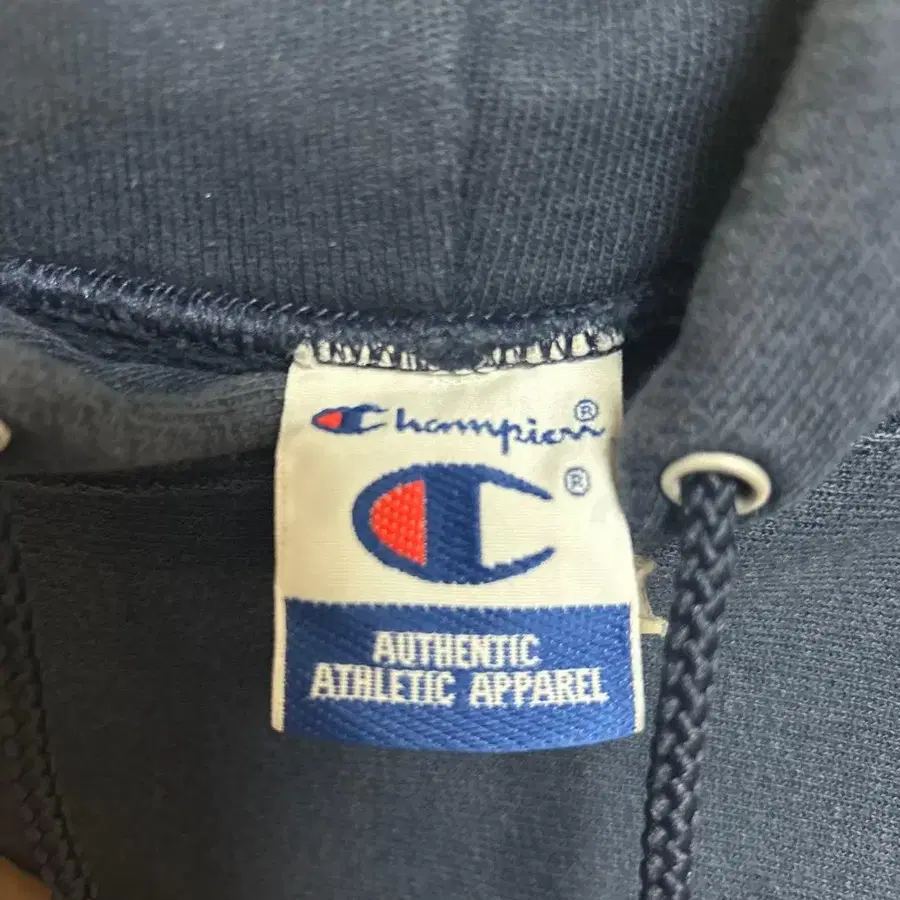 Champion®
®
AUTHENTIC
ATHLETIC APPAREL